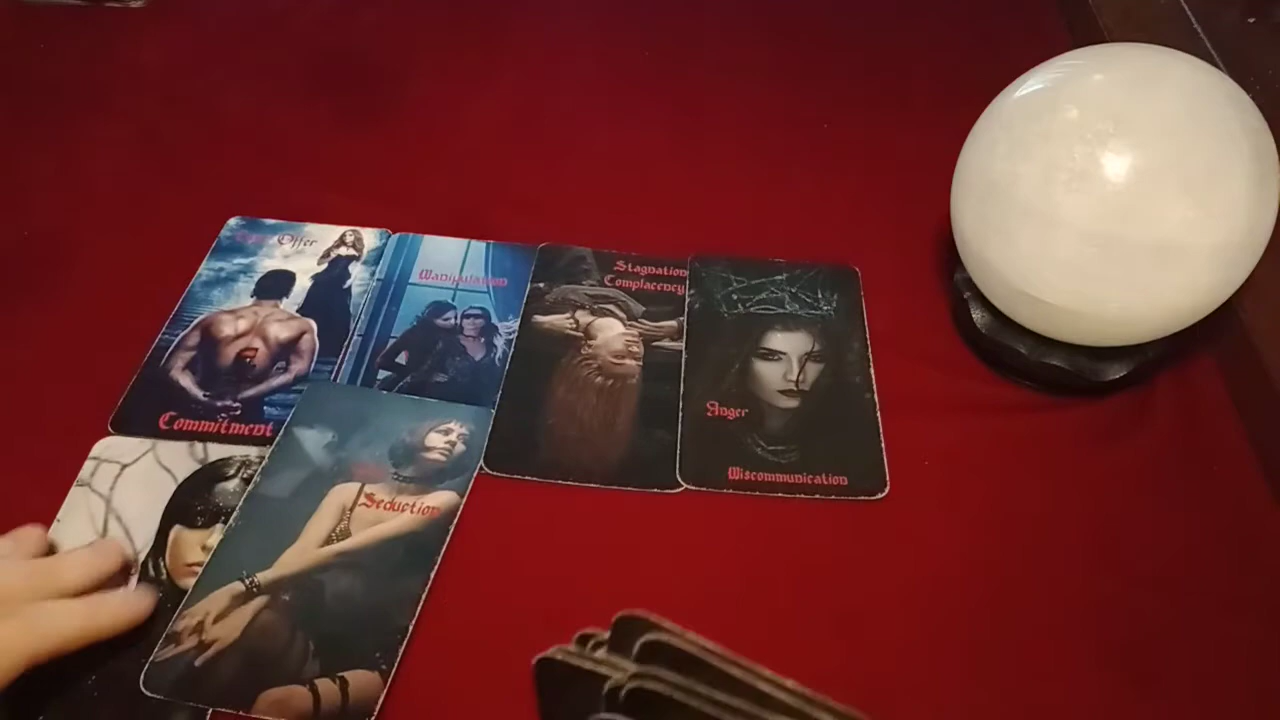 Offer
Commitment
Manipulation
Stagnation
Complacency
Anger
Miscommunication
Seduction